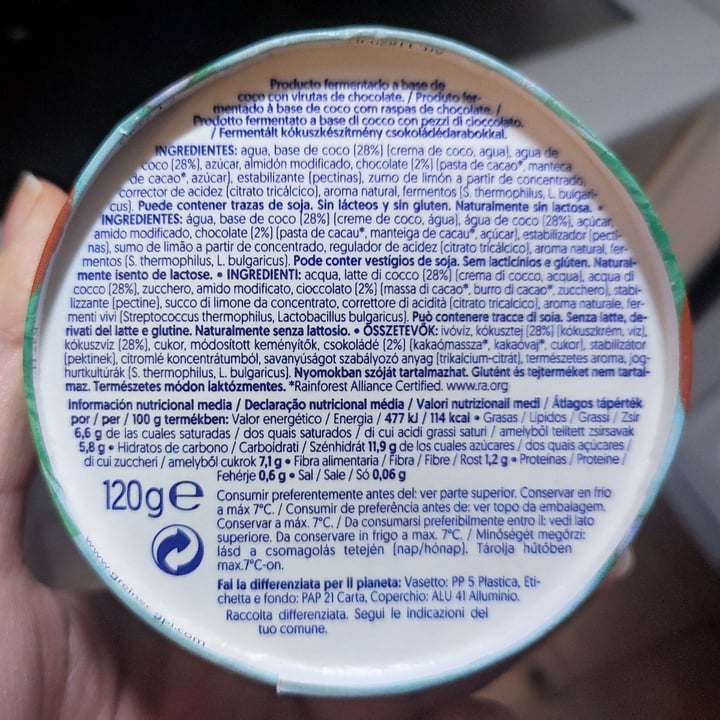 Producto fermentado a base de
coco con virutas de chocolate. / Produto fer-
mentado à base de coco com raspas de chocolate. /
Prodotto fermentato a base di cocco con pezzi di cioccolato.
/ Fermentált kókuszkészítmény csokoládédarabokkal.
INGREDIENTES: agua, base de coco (28%) (crema de coco, agua), agua de
coco (28%), azúcar, almidón modificado, chocolate (2%) (pasta de cacao*, manteca
de cacao*, azúcar), estabilizante (pectinas), zumo de limón a partir de concentrado,
corrector de acidez (citrato tricálcico), aroma natural, fermentos (S. thermophilus, L. bulgari-
cus). Puede contener trazas de soja. Sin lácteos y sin gluten. Naturalmente sin lactosa. •
INGREDIENTES: água, base de coco (28%) (creme de coco, água), água de coco (28%), açúcar,
amido modificado, chocolate (2%) (pasta de cacau*, manteiga de cacau*, açúcar), estabilizador (pecti-
nas), sumo de limão a partir de concentrado, regulador de acidez (citrato tricálcico), aroma natural, fer-
mentos (S. thermophilus, L. bulgaricus). Pode conter vestígios de soja. Sem lacticínios e glúten. Natural-
mente isento de lactose. • INGREDIENTI: acqua, latte di cocco (28%) (crema di cocco, acqua), acqua di
cocco (28%), zucchero, amido modificato, cioccolato (2%) (massa di cacao*, burro di cacao*, zucchero), stabi-
lizzante (pectine), succo di limone da concentrato, correttore di acidità (citrato tricalcico), aroma naturale, fer-
menti vivi (Streptococcus thermophilus, Lactobacillus bulgaricus). Può contenere tracce di soia. Senza latte, de-
rivati del latte e glutine. Naturalmente senza lattosio. • ÖSSZETEVŐK: ivóvíz, kókusztej (28%) (kókuszkrém, víz),
kókuszvíz (28%), cukor, módosított keményítők, csokoládé (2%) (kakaómassza*, kakaóvaj*, cukor), stabilizátor
(pektinek), citromlé koncentrátumból, savanyúságot szabályozó anyag (trikalcium-citrát), természetes aroma, jog-
hurtkultúrák (S. thermophilus, L. bulgaricus). Nyomokban szóját tartalmazhat. Glutént és tejterméket nem tartal-
maz. Természetes módon laktózmentes. *Rainforest Alliance Certified. www.ra.org
Información nutricional media / Declaração nutricional média / Valori nutrizionali medi / Átlagos tápérték
por / per / 100 g termékben: Valor energético / Energia / 477 kJ / 114 kcal • Grasas / Lípidos / Grassi / Zsír
6,6 g de las cuales saturadas / dos quais saturados / di cui acidi grassi saturi / amelyből telített zsírsavak
5,8 g • Hidratos de carbono / Carboidrati / Szénhidrát 11,9 g de los cuales azúcares / dos quais açúcares /
di cui zuccheri / amelyből cukrok 7,1 g • Fibra alimentaria / Fibra / Fibre / Rost 1,2 g • Proteínas / Proteine /
Fehérje 0,6 g • Sal / Sale / Só 0,06 g
120g℮
Consumir preferentemente antes del: ver parte superior. Conservar en frío
a máx 7°C. / Consumir de preferência antes de: ver topo da embalagem.
Conservar a máx. 7°C. / Da consumarsi preferibilmente entro il: vedi lato
superiore. Da conservare in frigo a max. 7°C. / Minőségét megőrzi:
lásd a csomagolás tetején (nap/hónap). Tárolja hűtőben
max.7°C-on.
Fai la differenziata per il pianeta: Vasetto: PP 5 Plastica, Eti-
chetta e fondo: PAP 21 Carta, Coperchio: ALU 41 Alluminio.
Raccolta differenziata. Segui le indicazioni del
tuo comune.